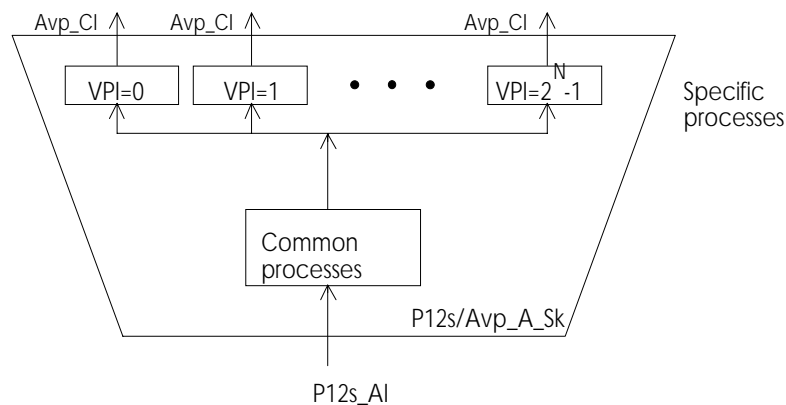 Avp_CI Avp_CI Avp_CI
VPI=0 VPI=1 • • • VPI=2^N-1
Specific
processes
Common
processes
P12s/Avp_A_Sk
P12s_AI